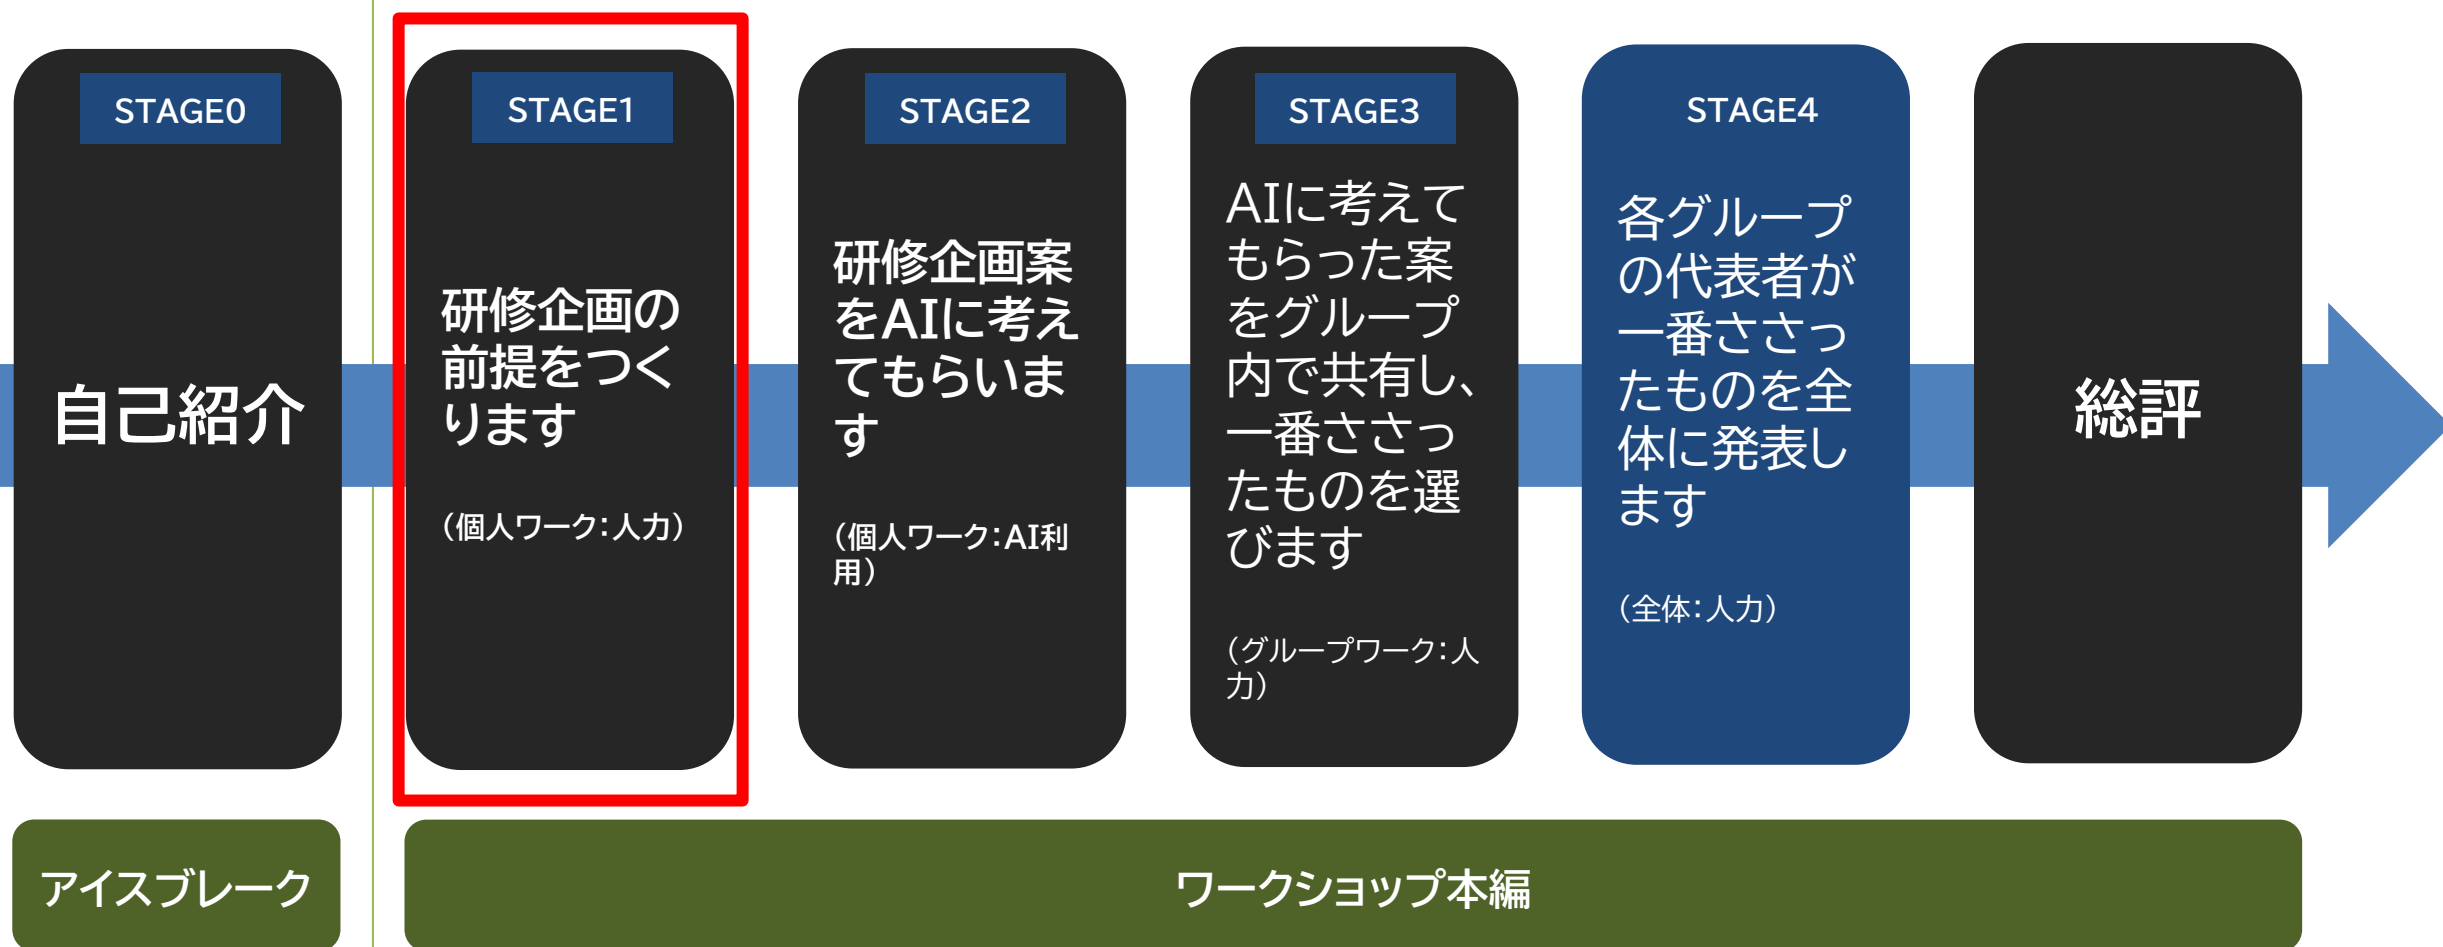 STAGE0
自己紹介
STAGE1
研修企画の
前提をつく
ります
（個人ワーク：人力）
STAGE2
研修企画案
をAIに考え
てもらいま
す
（個人ワーク：AI利
用）
STAGE3
AIに考えて
もらった案
をグループ
内で共有し、
一番ささっ
たものを選
びます
（グループワーク：人
力）
STAGE4
各グループ
の代表者が
一番ささっ
たものを全
体に発表し
ます
（全体：人力）
総評
アイスブレーク
ワークショップ本編